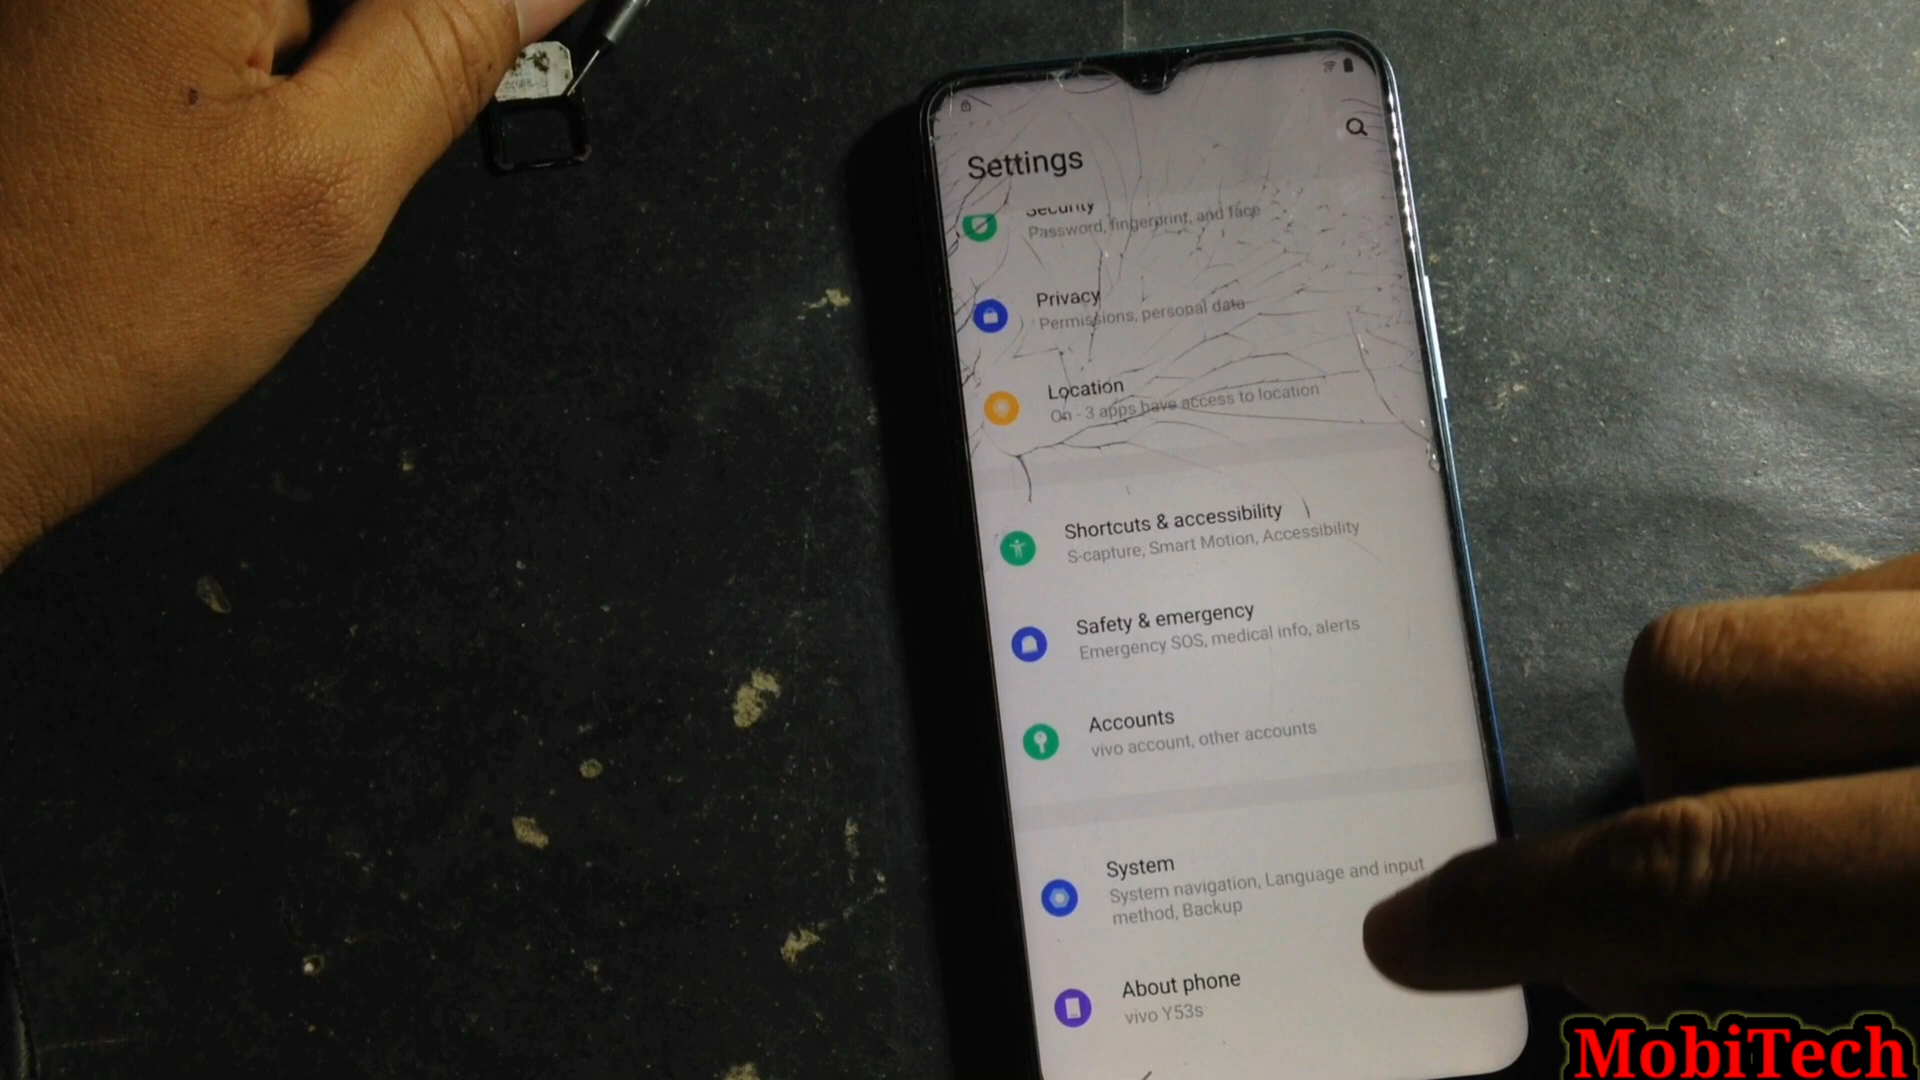 Settings
Security
Password, fingerprint, and face
Privacy
Permissions, personal data
Location
On - 3 apps have access to location
Shortcuts & accessibility
S-capture, Smart Motion, Accessibility
Safety & emergency
Emergency SOS, medical info, alerts
Accounts
vivo account, other accounts
System
System navigation, Language and input
method, Backup
About phone
vivo Y53s
MobiTech